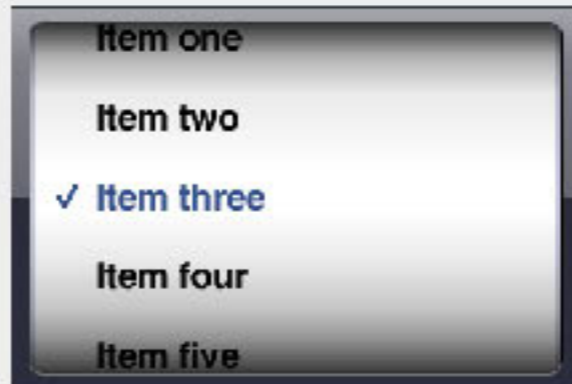 Item one
Item two
✓ Item three
Item four
Item five